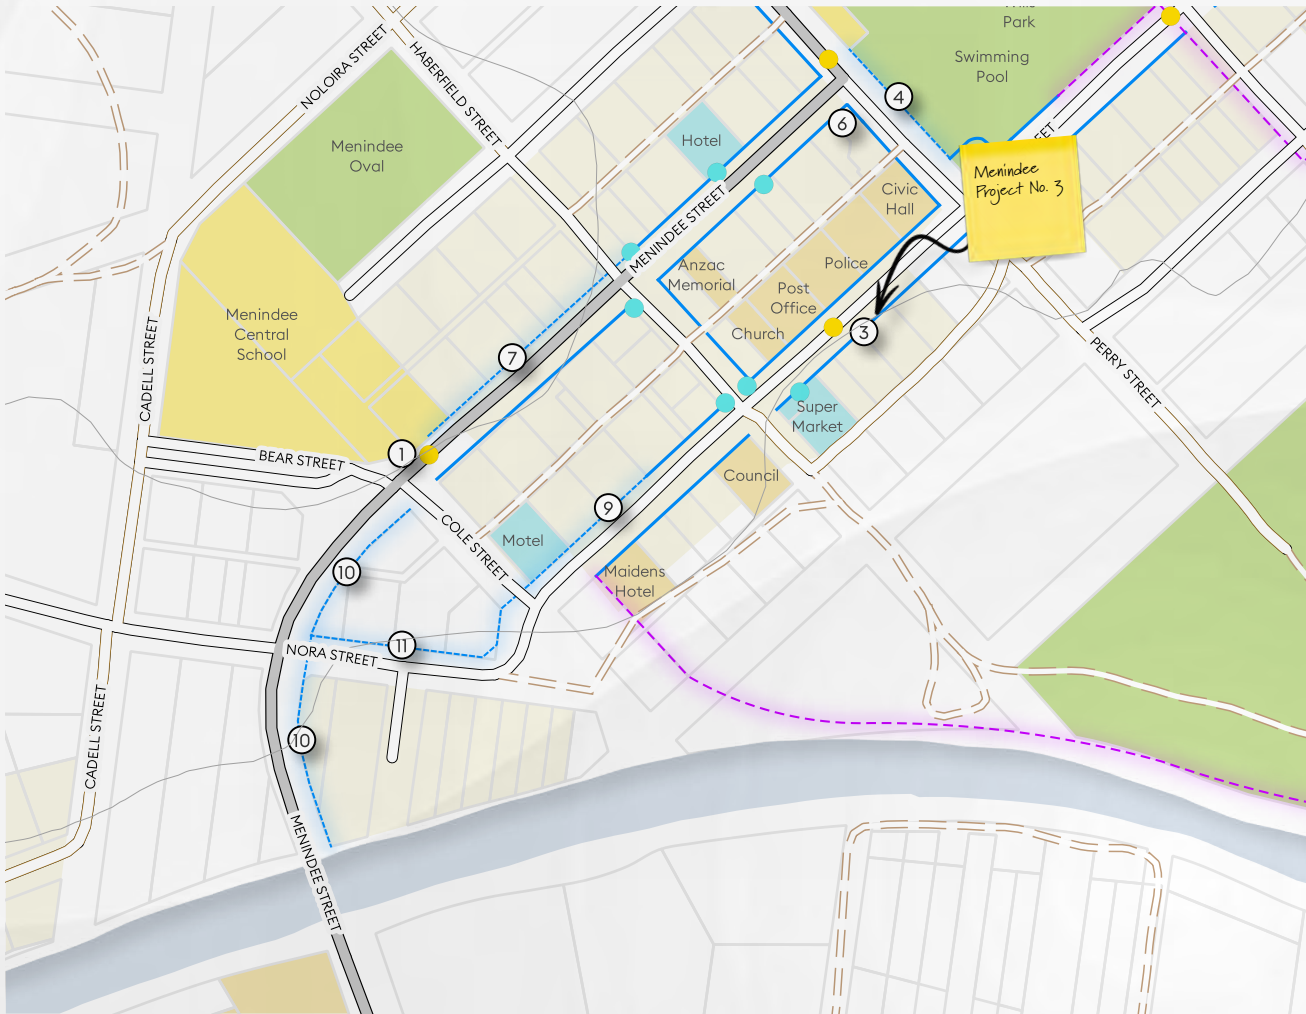 Park
Swimming
Pool
NOLOIRA STREET
HABERFIELD STREET
4
6
Menindee
Oval
Hotel
Menindee
Project No. 3
Civic
Hall
MENINDEE STREET
Anzac
Memorial
Police
Post
Office
Church
3
Menindee
Central
School
CADELL STREET
7
PERRY STREET
Super
Market
1
BEAR STREET
Council
9
COLE STREET
Motel
10
Maidens
Hotel
11
NORA STREET
CADELL STREET
10
MENINDEE STREET